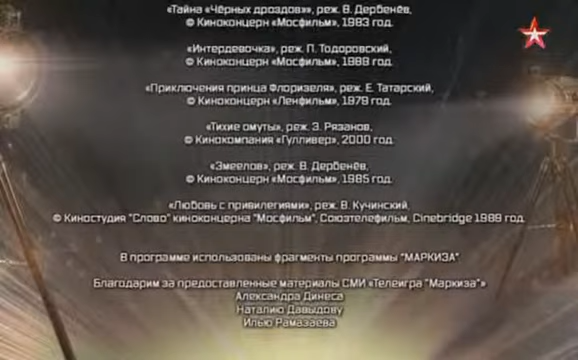 «Тайна «Чёрных дроздов»», реж. В. Дербенёв,
© Киноконцерн «Мосфильм», 1983 год.
«Интердевочка», реж. П. Тодоровский,
© Киноконцерн «Мосфильм», 1989 год.
«Приключения принца Флоризеля», реж. Е. Татарский,
© Киноконцерн «Ленфильм», 1979 год.
«Тихие омуты», реж. Э. Рязанов,
© Кинокомпания «Гулливер», 2000 год.
«Змеелов», реж. В. Дербенёв,
© Киноконцерн «Мосфильм», 1985 год.
«Любовь с привилегиями», реж. В. Кучинский,
© Киностудия "Слово" киноконцерна "Мосфильм", Союзтелефильм, Cinebridge 1989 год.
В программе использованы фрагменты программы "МАРКИЗА"
Благодарим за предоставленные материалы СМИ «Телеигра "Маркиза"»
Александра Динеса
Наталию Давыдову
Илью Рамазаева